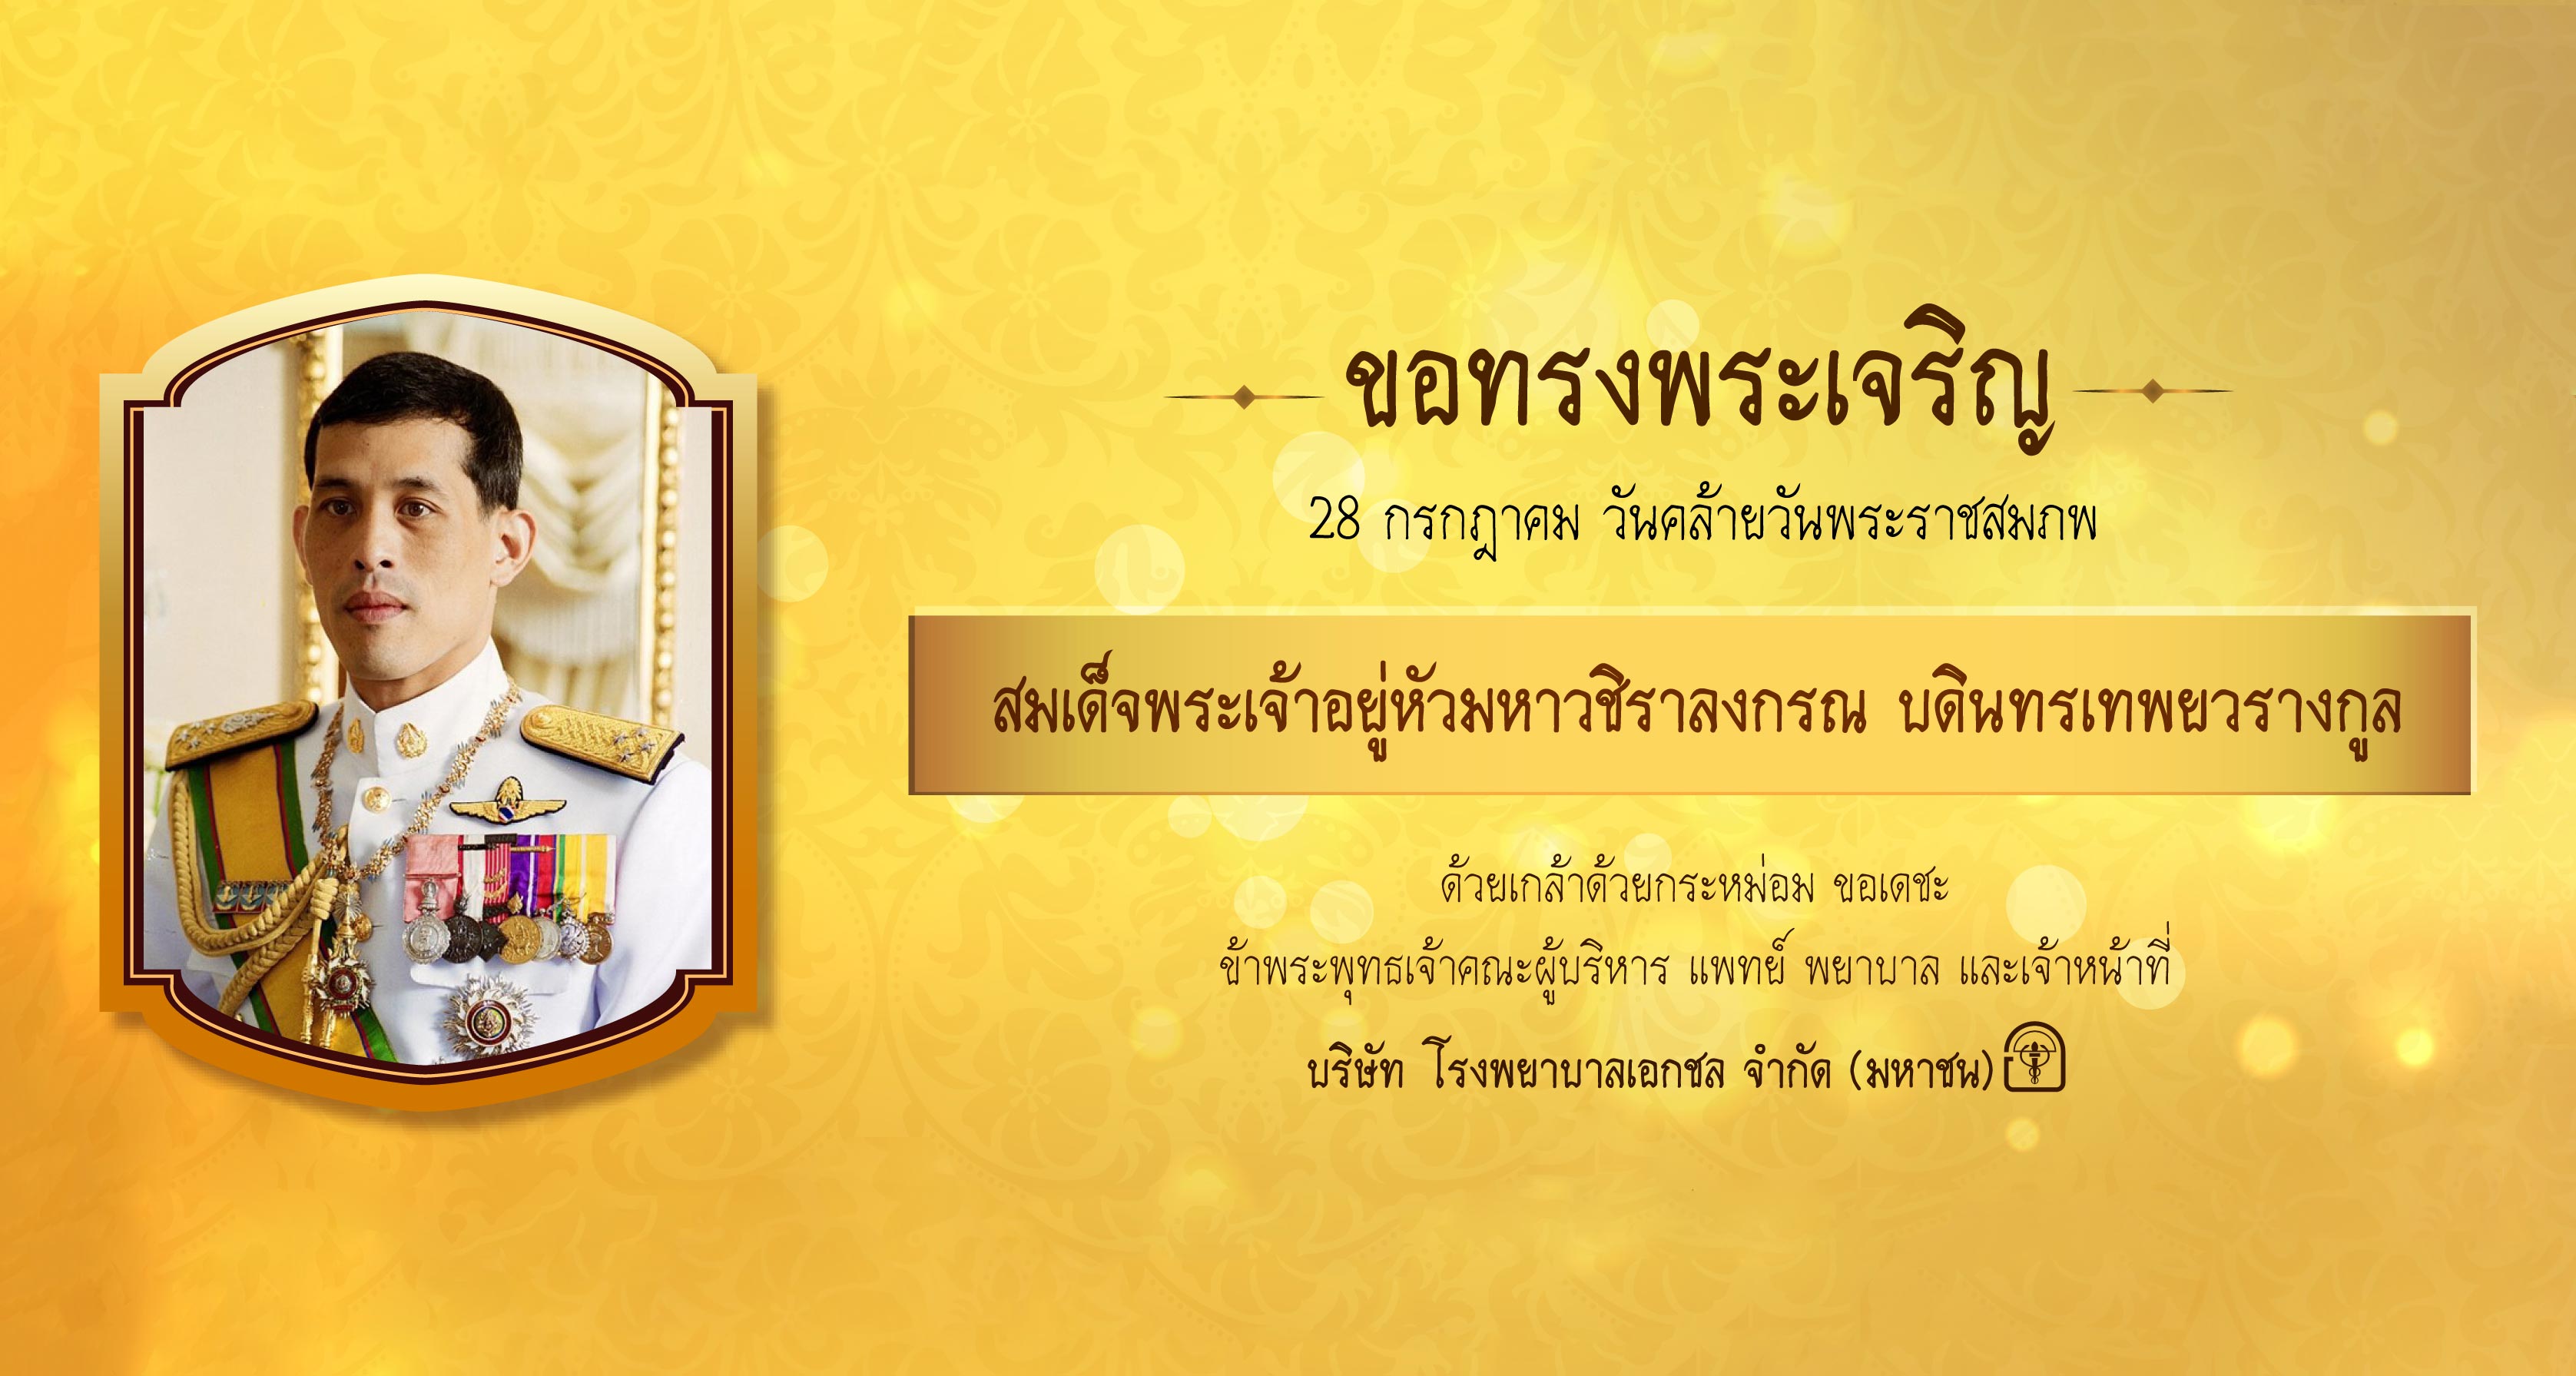 ขอทรงพระเจริญ
28 กรกฎาคม วันคล้ายวันพระราชสมภพ
สมเด็จพระเจ้าอยู่หัวมหาวชิราลงกรณ บดินทรเทพยวรางกูล
ด้วยเกล้าด้วยกระหม่อม ขอเดชะ
ข้าพระพุทธเจ้าคณะผู้บริหาร แพทย์ พยาบาล และเจ้าหน้าที่
บริษัท โรงพยาบาลเอกชล จำกัด (มหาชน)